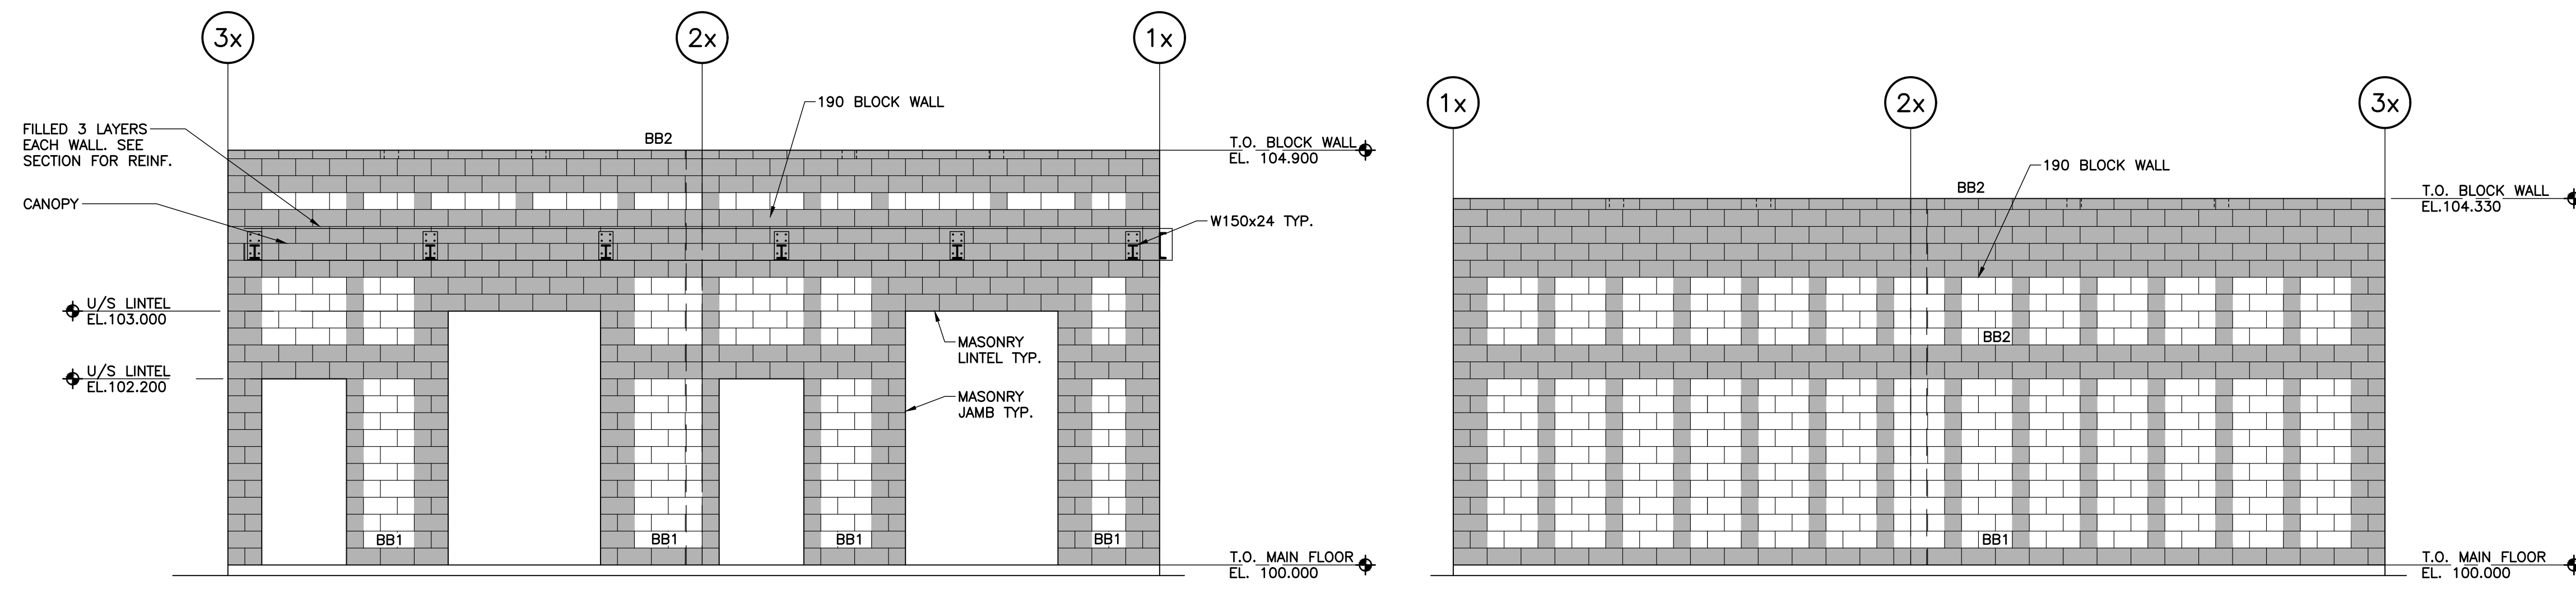 3x
2x
1x
FILLED 3 LAYERS
EACH WALL. SEE
SECTION FOR REINF.
CANOPY
BB2
190 BLOCK WALL
T.O. BLOCK WALL
EL. 104.900
W150x24 TYP.
U/S LINTEL
EL.103.000
U/S LINTEL
EL.102.200
MASONRY
LINTEL TYP.
MASONRY
JAMB TYP.
BB1
BB1
BB1
BB1
T.O. MAIN FLOOR
EL. 100.000
1x
2x
3x
BB2
190 BLOCK WALL
T.O. BLOCK WALL
EL.104.330
BB2
BB1
T.O. MAIN FLOOR
EL. 100.000